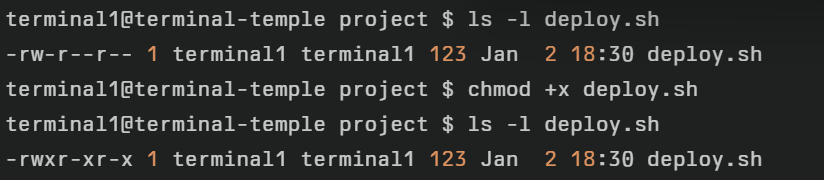 terminal1@terminal-temple project $ ls -l deploy.sh
-rw-r--r-- 1 terminal1 terminal1 123 Jan  2 18:30 deploy.sh
terminal1@terminal-temple project $ chmod +x deploy.sh
terminal1@terminal-temple project $ ls -l deploy.sh
-rwxr-xr-x 1 terminal1 terminal1 123 Jan  2 18:30 deploy.sh